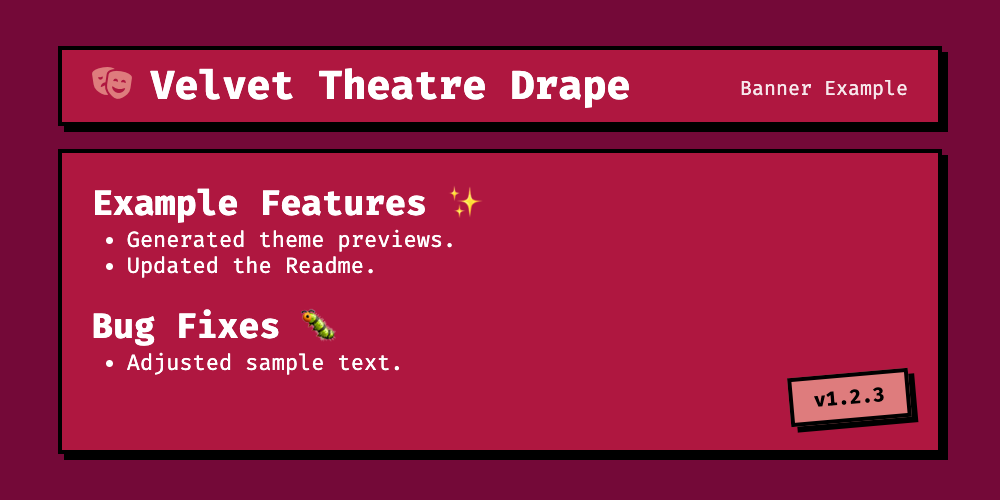 Velvet Theatre Drape
Banner Example
Example Features ✨
• Generated theme previews.
• Updated the Readme.
Bug Fixes 🐛
• Adjusted sample text.
v1.2.3